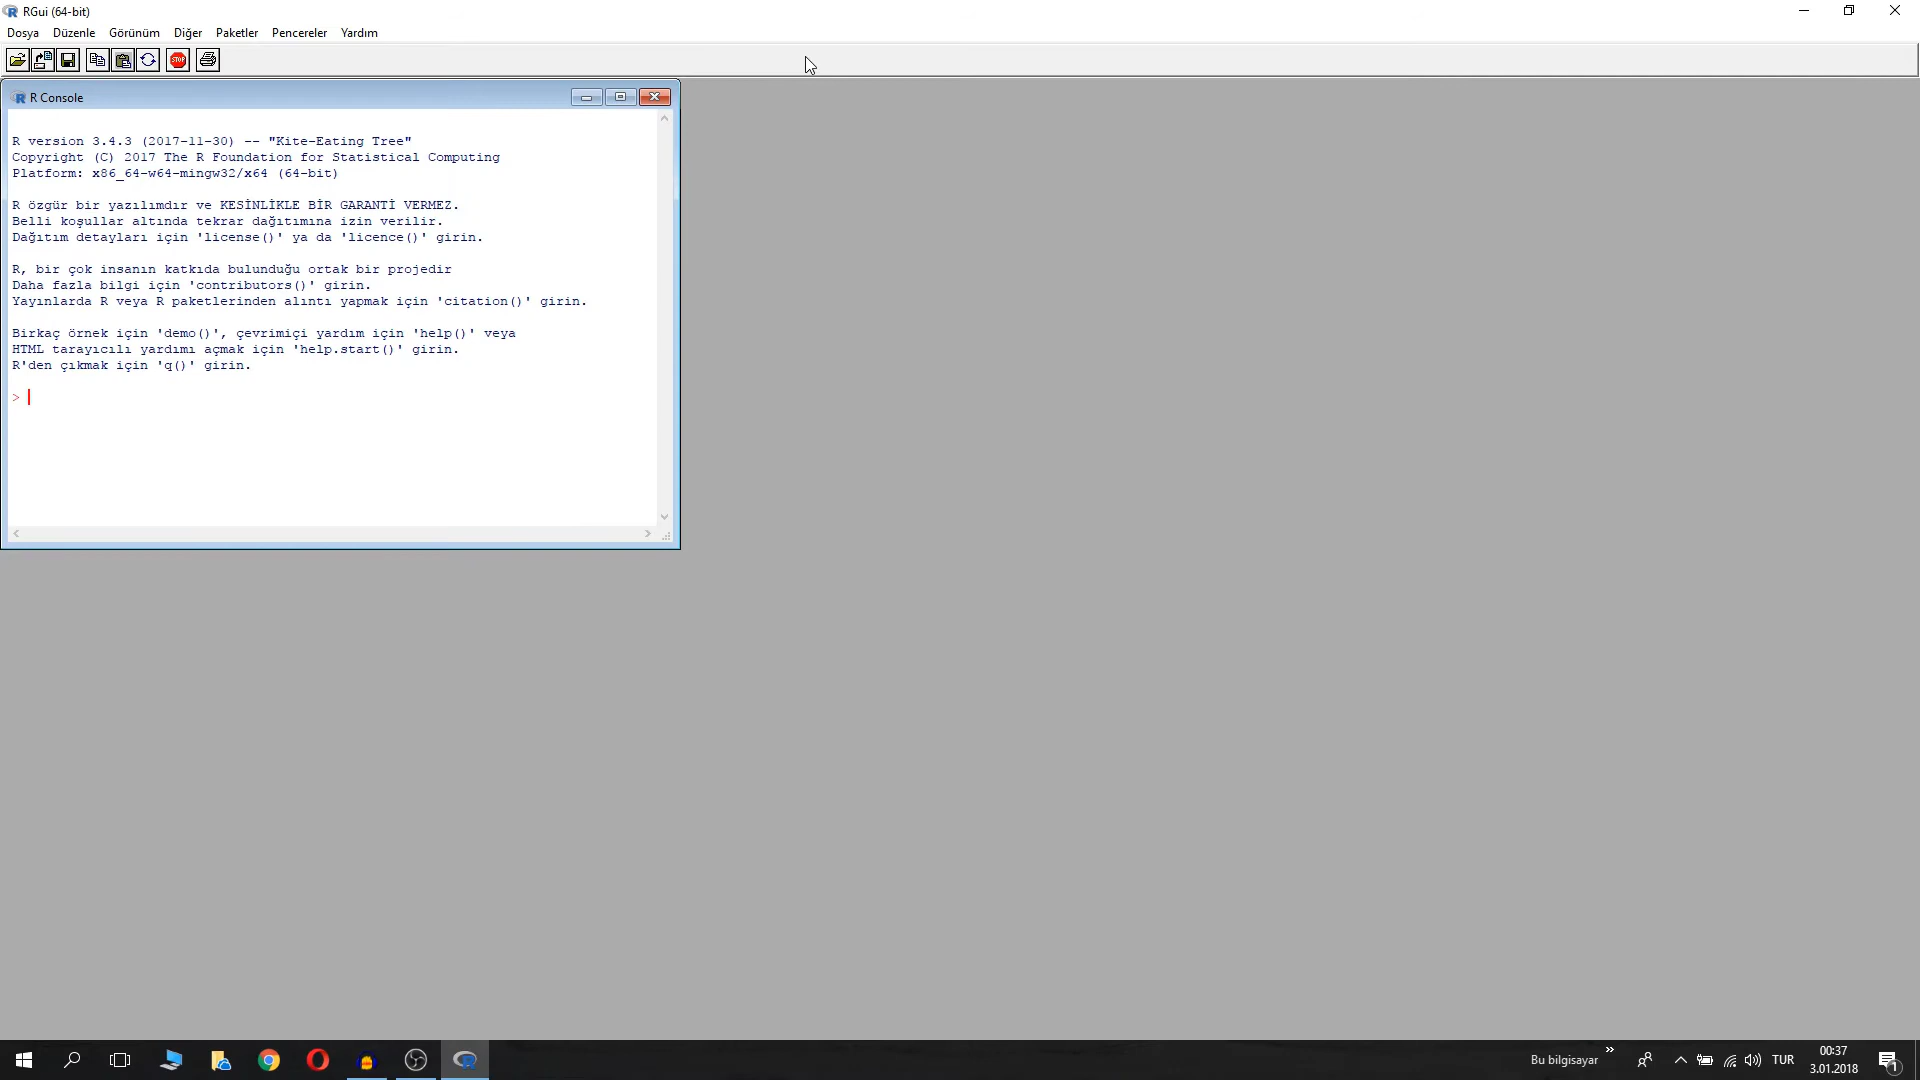 RGui (64-bit)
Dosya Düzenle Görünüm Diğer Paketler Pencereler Yardım
STOP
R Console
R version 3.4.3 (2017-11-30) -- "Kite-Eating Tree"
Copyright (C) 2017 The R Foundation for Statistical Computing
Platform: x86_64-w64-mingw32/x64 (64-bit)
R özgür bir yazılımdır ve KESİNLİKLE BİR GARANTİ VERMEZ.
Belli koşullar altında tekrar dağıtımına izin verilir.
Dağıtım detayları için 'license()' ya da 'licence()' girin.
R, bir çok insanın katkıda bulunduğu ortak bir projedir
Daha fazla bilgi için 'contributors()' girin.
Yayınlarda R veya R paketlerinden alıntı yapmak için 'citation()' girin.
Birkaç örnek için 'demo()', çevrimiçi yardım için 'help()' veya
HTML tarayıcılı yardımı açmak için 'help.start()' girin.
R'den çıkmak için 'q()' girin.
>
Bu bilgisayar » TUR 00:37
3.01.2018
1